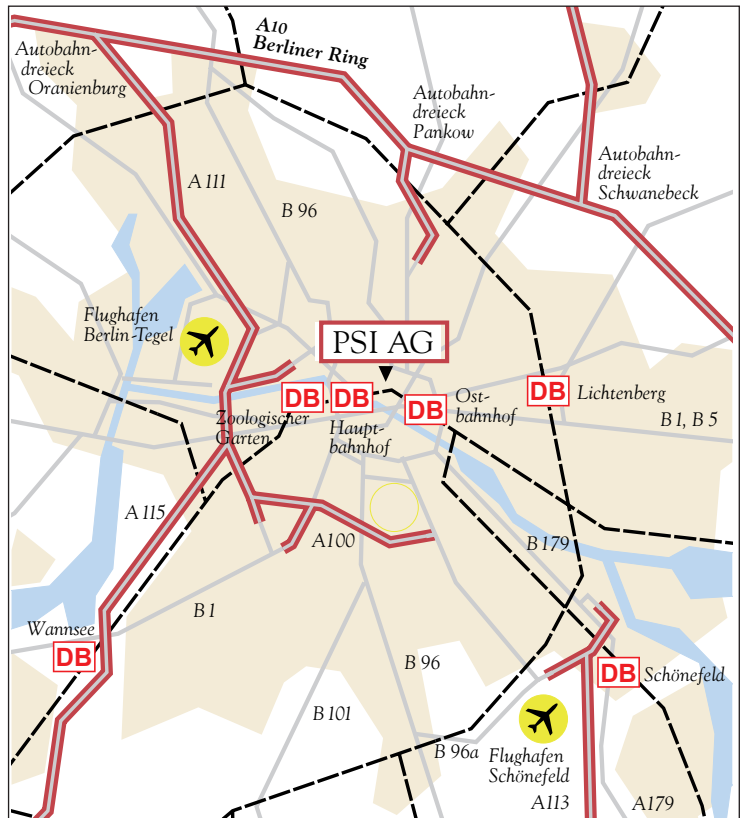 A10
Berliner Ring
Autobahn-
dreieck
Oranienburg
Autobahn-
dreieck
Pankow
Autobahn-
dreieck
Schwanebeck
A 111
B 96
Flughafen
Berlin-Tegel
PSI AG
DB
DB
DB
DB
Zoologischer
Garten
Haupt-
bahnhof
Ost-
bahnhof
Lichtenberg
B 1, B 5
A 115
A100
B 179
B 1
Wannsee
DB
B 96
DB
Schönefeld
B 101
B 96a
Flughafen
Schönefeld
A113
A179